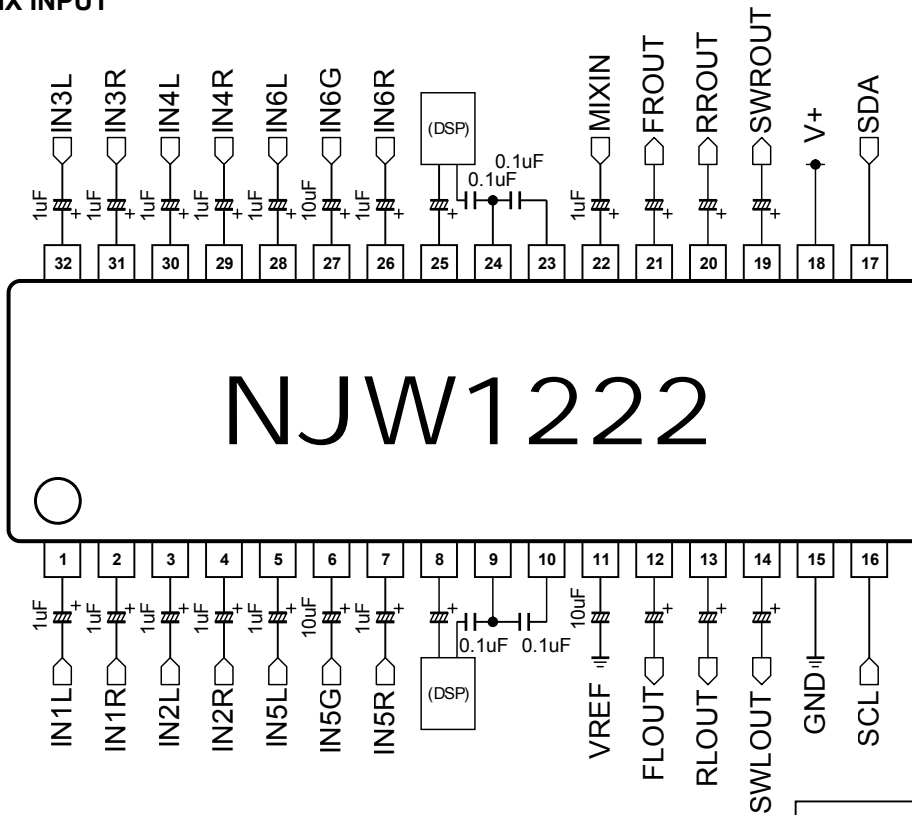 IX INPUT
IN3L
IN3R
IN4L
IN4R
IN6L
IN6G
IN6R
(DSP)
MIXIN
FROUT
RROUT
SWROUT
V+
SDA
1uF
+
1uF
+
1uF
+
1uF
+
1uF
+
10uF
+
1uF
+
+
0.1uF
0.1uF
1uF
+
+
+
+
32 31 30 29 28 27 26 25 24 23 22 21 20 19 18 17
NJW1222
1 2 3 4 5 6 7 8 9 10 11 12 13 14 15 16
1uF
+
1uF
+
1uF
+
1uF
+
1uF
+
10uF
+
1uF
+
+
0.1uF
0.1uF
10uF
+
+
+
IN1L
IN1R
IN2L
IN2R
IN5L
IN5G
IN5R
(DSP)
VREF
FLOUT
RLOUT
SWLOUT
GND
SCL